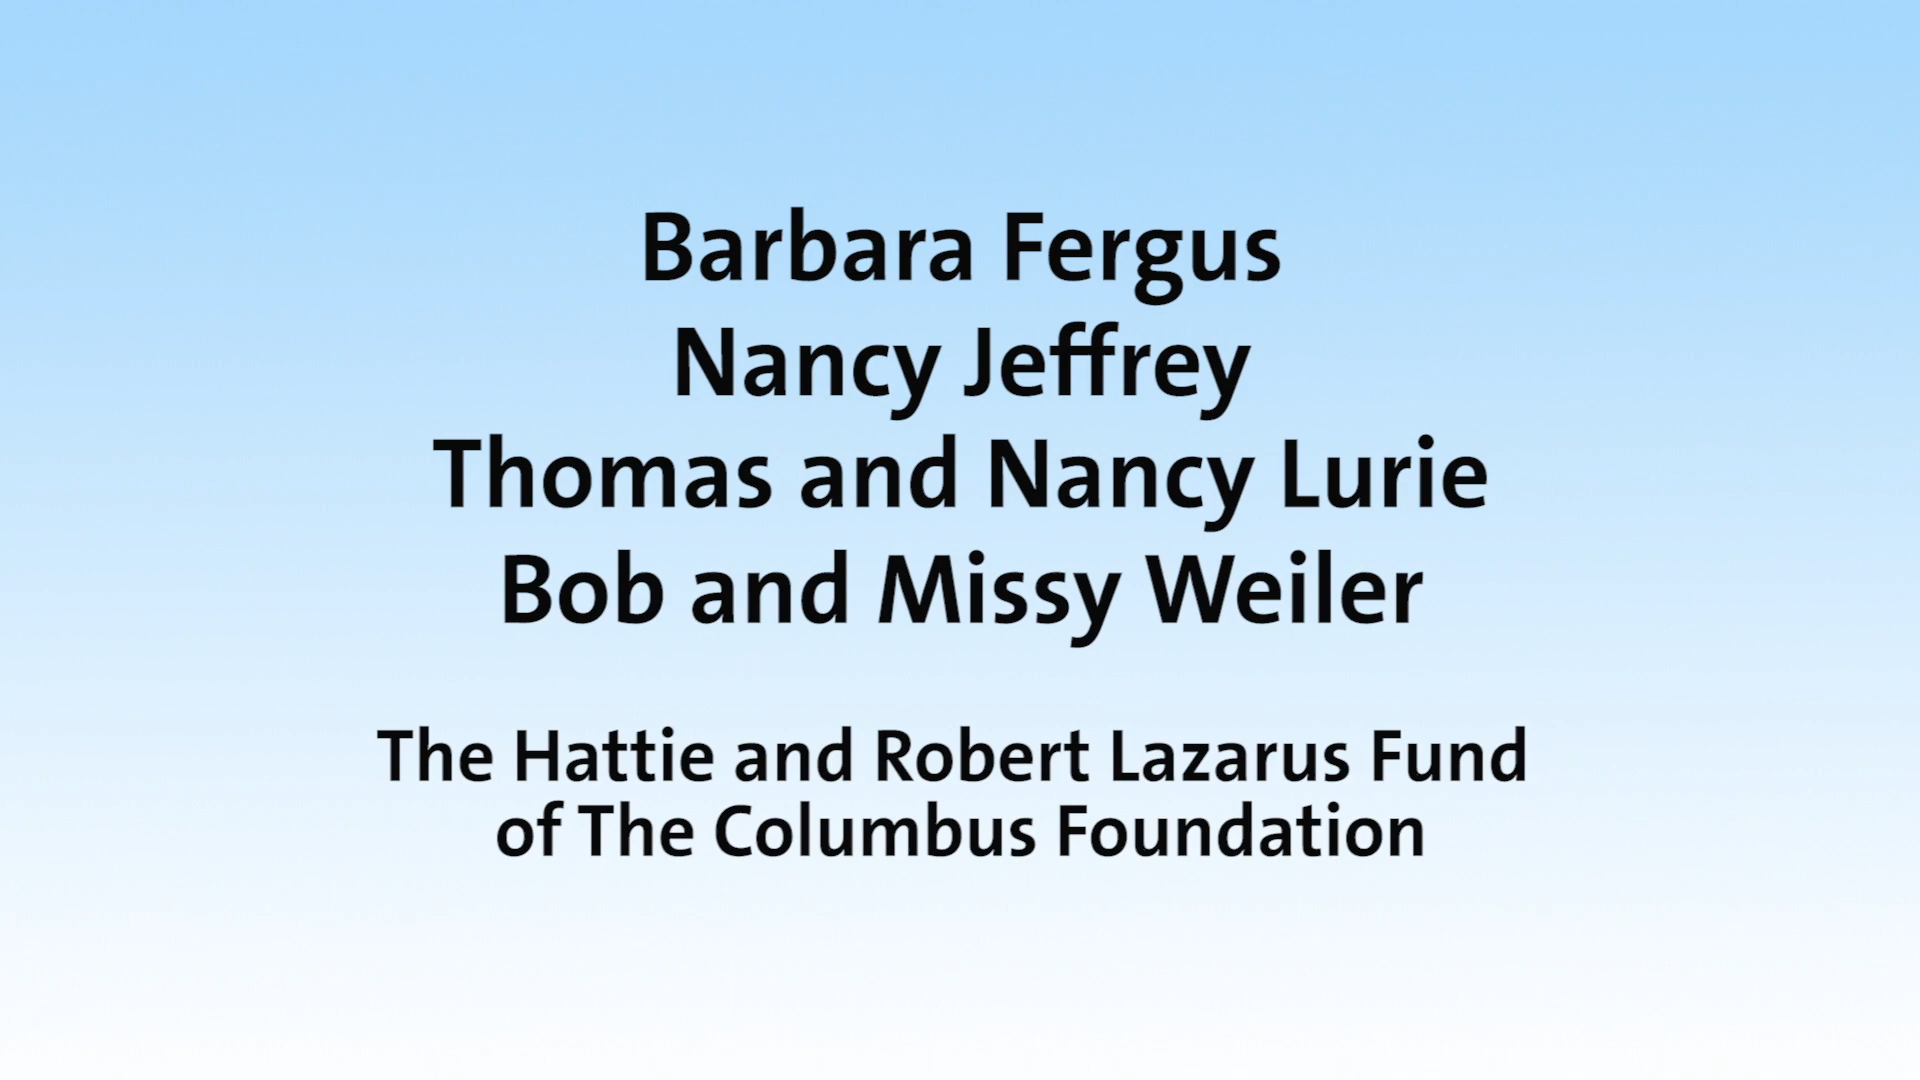 Barbara Fergus
Nancy Jeffrey
Thomas and Nancy Lurie
Bob and Missy Weiler
The Hattie and Robert Lazarus Fund
of The Columbus Foundation